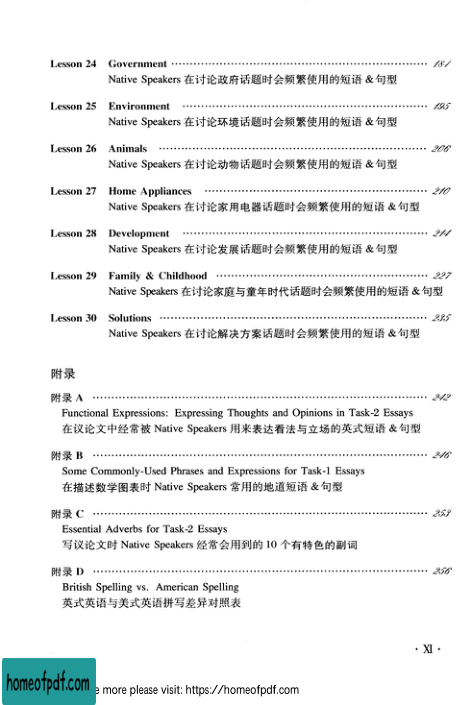 Lesson 24 Government 181
Native Speakers 在讨论政府话题时会频繁使用的短语 & 句型
Lesson 25 Environment 195
Native Speakers 在讨论环境话题时会频繁使用的短语 & 句型
Lesson 26 Animals 206
Native Speakers 在讨论动物话题时会频繁使用的短语 & 句型
Lesson 27 Home Appliances 210
Native Speakers 在讨论家用电器话题时会频繁使用的短语 & 句型
Lesson 28 Development 214
Native Speakers 在讨论发展话题时会频繁使用的短语 & 句型
Lesson 29 Family & Childhood 227
Native Speakers 在讨论家庭与童年时代话题时会频繁使用的短语 & 句型
Lesson 30 Solutions 235
Native Speakers 在讨论解决方案话题时会频繁使用的短语 & 句型
附录
附录 A 242
Functional Expressions: Expressing Thoughts and Opinions in Task-2 Essays
在议论文中经常被 Native Speakers 用来表达看法与立场的英式短语 & 句型
附录 B 246
Some Commonly-Used Phrases and Expressions for Task-1 Essays
在描述数学图表时 Native Speakers 常用的地道短语 & 句型
附录 C 253
Essential Adverbs for Task-2 Essays
写议论文时 Native Speakers 经常会用到的 10 个有特色的副词
附录 D 256
British Spelling vs. American Spelling
英式英语与美式英语拼写差异对照表
· XI ·
homeofpdf.com
more please visit: https://homeofpdf.com